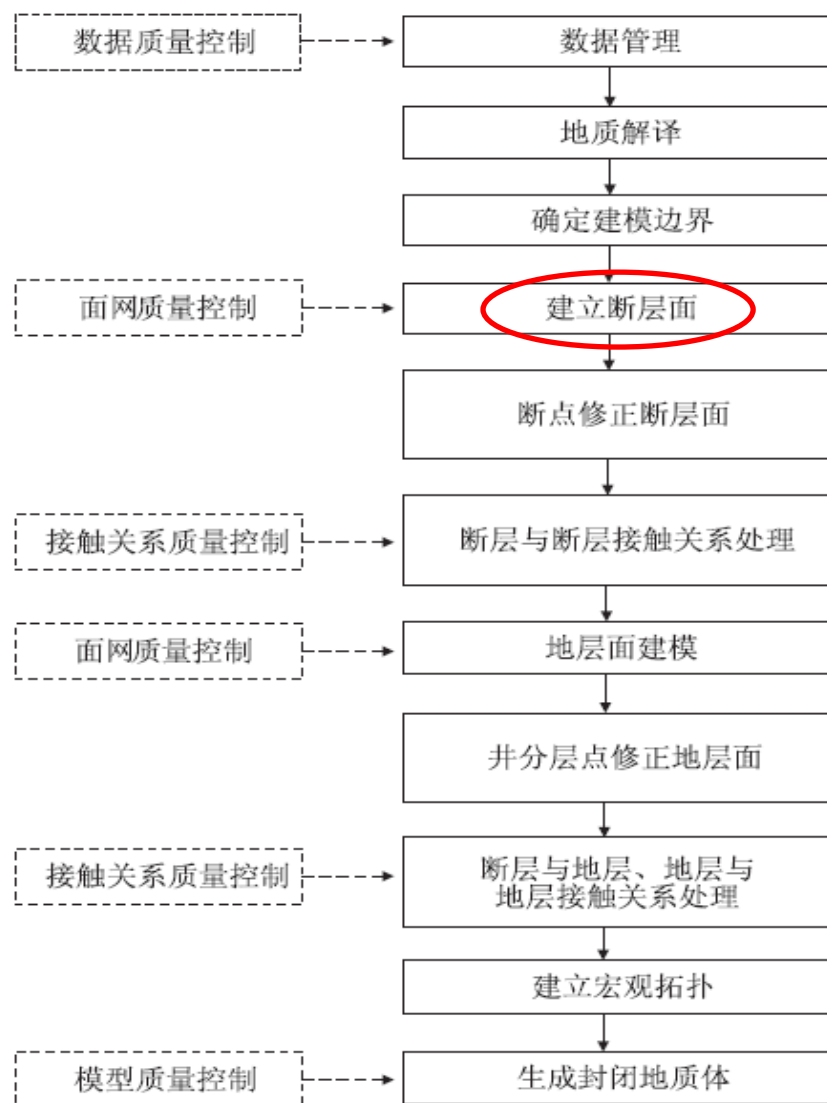 数据质量控制
数据管理
地质解译
确定建模边界
面网质量控制
建立断层面
断点修正断层面
接触关系质量控制
断层与断层接触关系处理
面网质量控制
地层面建模
井分层点修正地层面
接触关系质量控制
断层与地层、地层与
地层接触关系处理
建立宏观拓扑
模型质量控制
生成封闭地质体